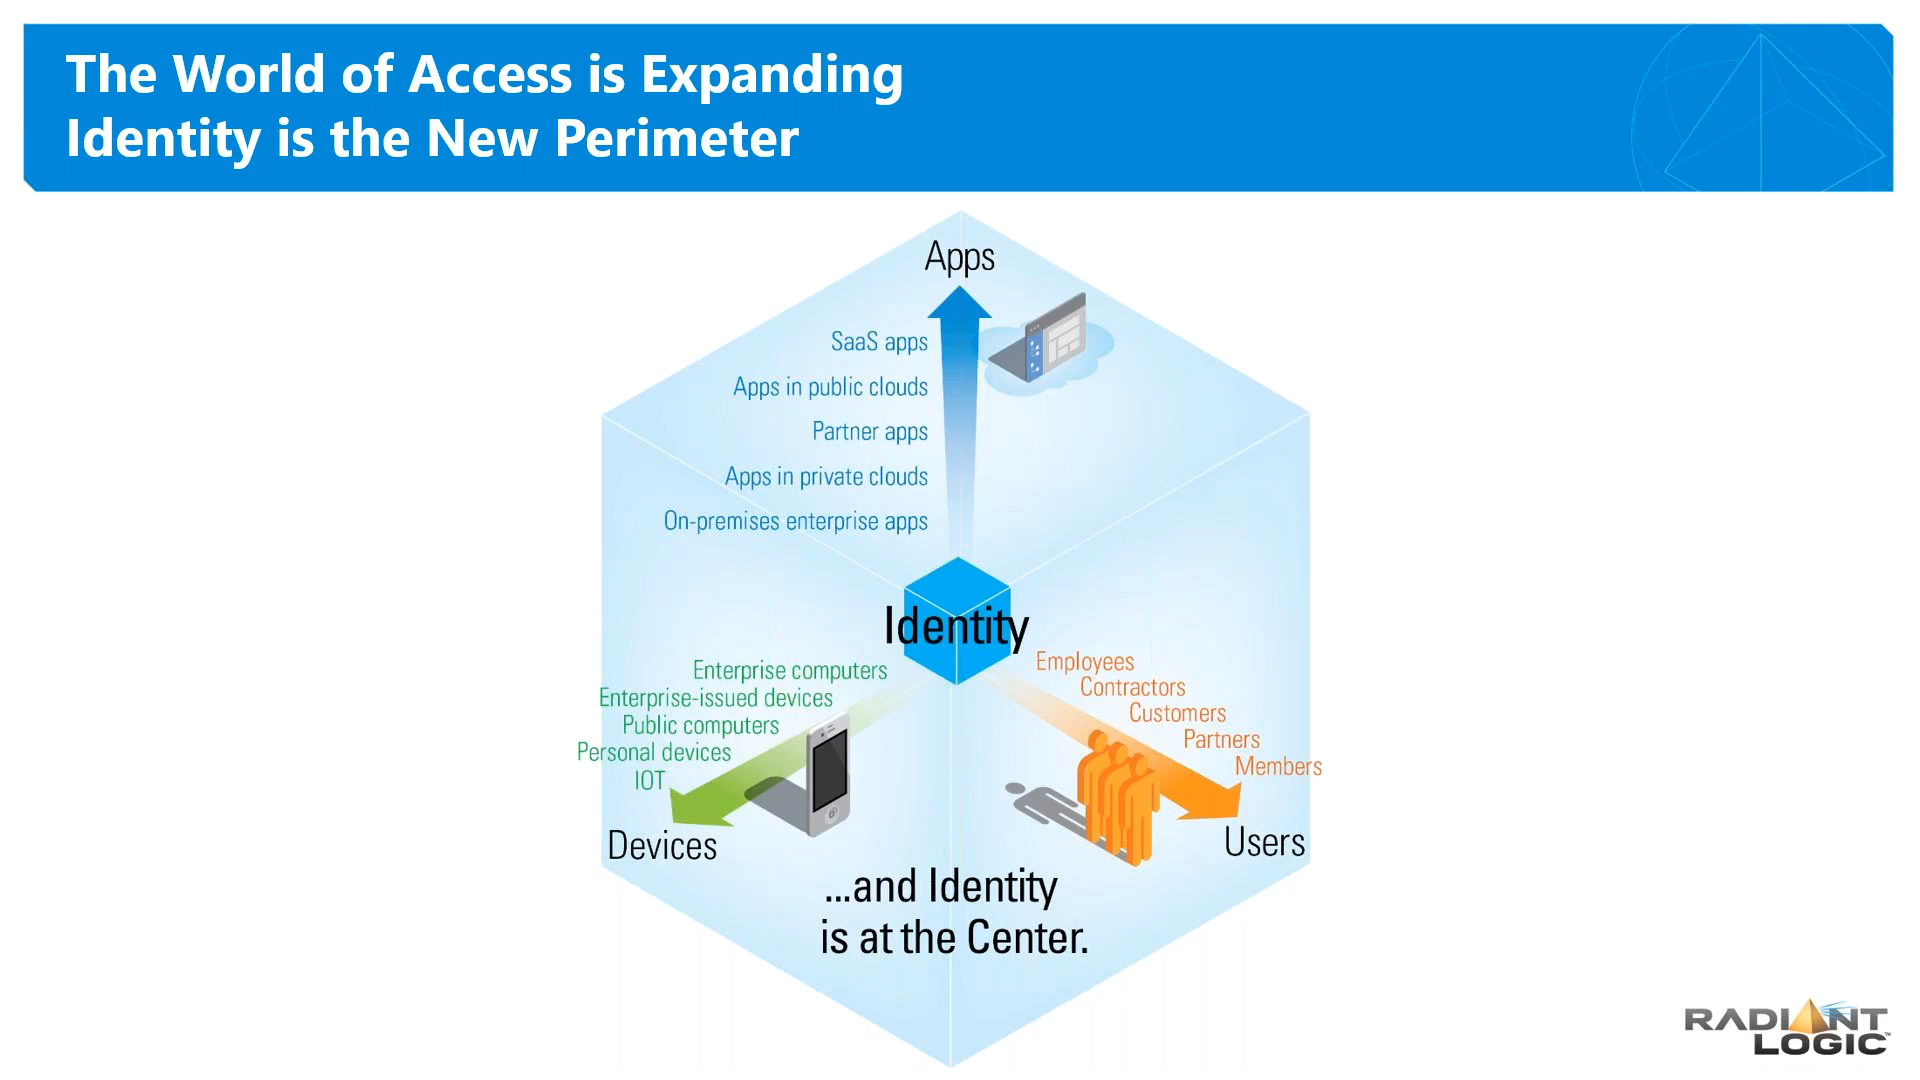 The World of Access is Expanding
Identity is the New Perimeter
Apps
SaaS apps
Apps in public clouds
Partner apps
Apps in private clouds
On-premises enterprise apps
Identity
Enterprise computers
Enterprise-issued devices
Public computers
Personal devices
IOT
Devices
Employees
Contractors
Customers
Partners
Members
Users
...and Identity
is at the Center.
RADIANT
LOGIC™